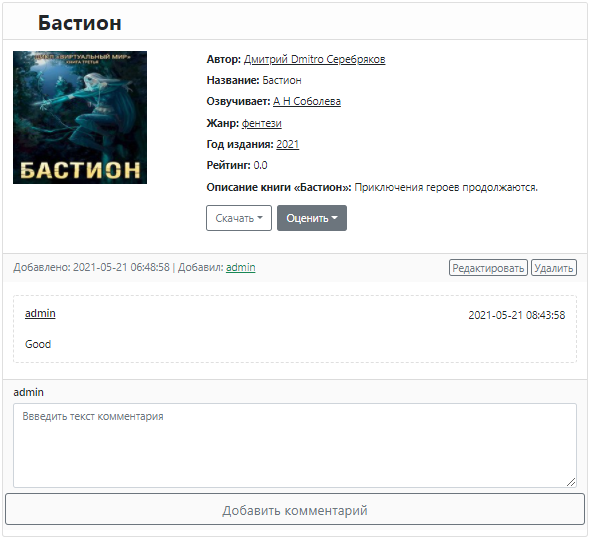 Бастион
ЦИКЛ «ВИРТУАЛЬНЫЙ МИР»
КНИГА ТРЕТЬЯ
БАСТИОН
Автор: Дмитрий Dmitro Серебряков
Название: Бастион
Озвучивает: А Н Соболева
Жанр: фентези
Год издания: 2021
Рейтинг: 0.0
Описание книги «Бастион»: Приключения героев продолжаются.
Скачать Оценить
Добавлено: 2021-05-21 06:48:58 | Добавил: admin Редактировать Удалить
admin 2021-05-21 08:43:58
Good
admin
Ввведить текст комментария
Добавить комментарий